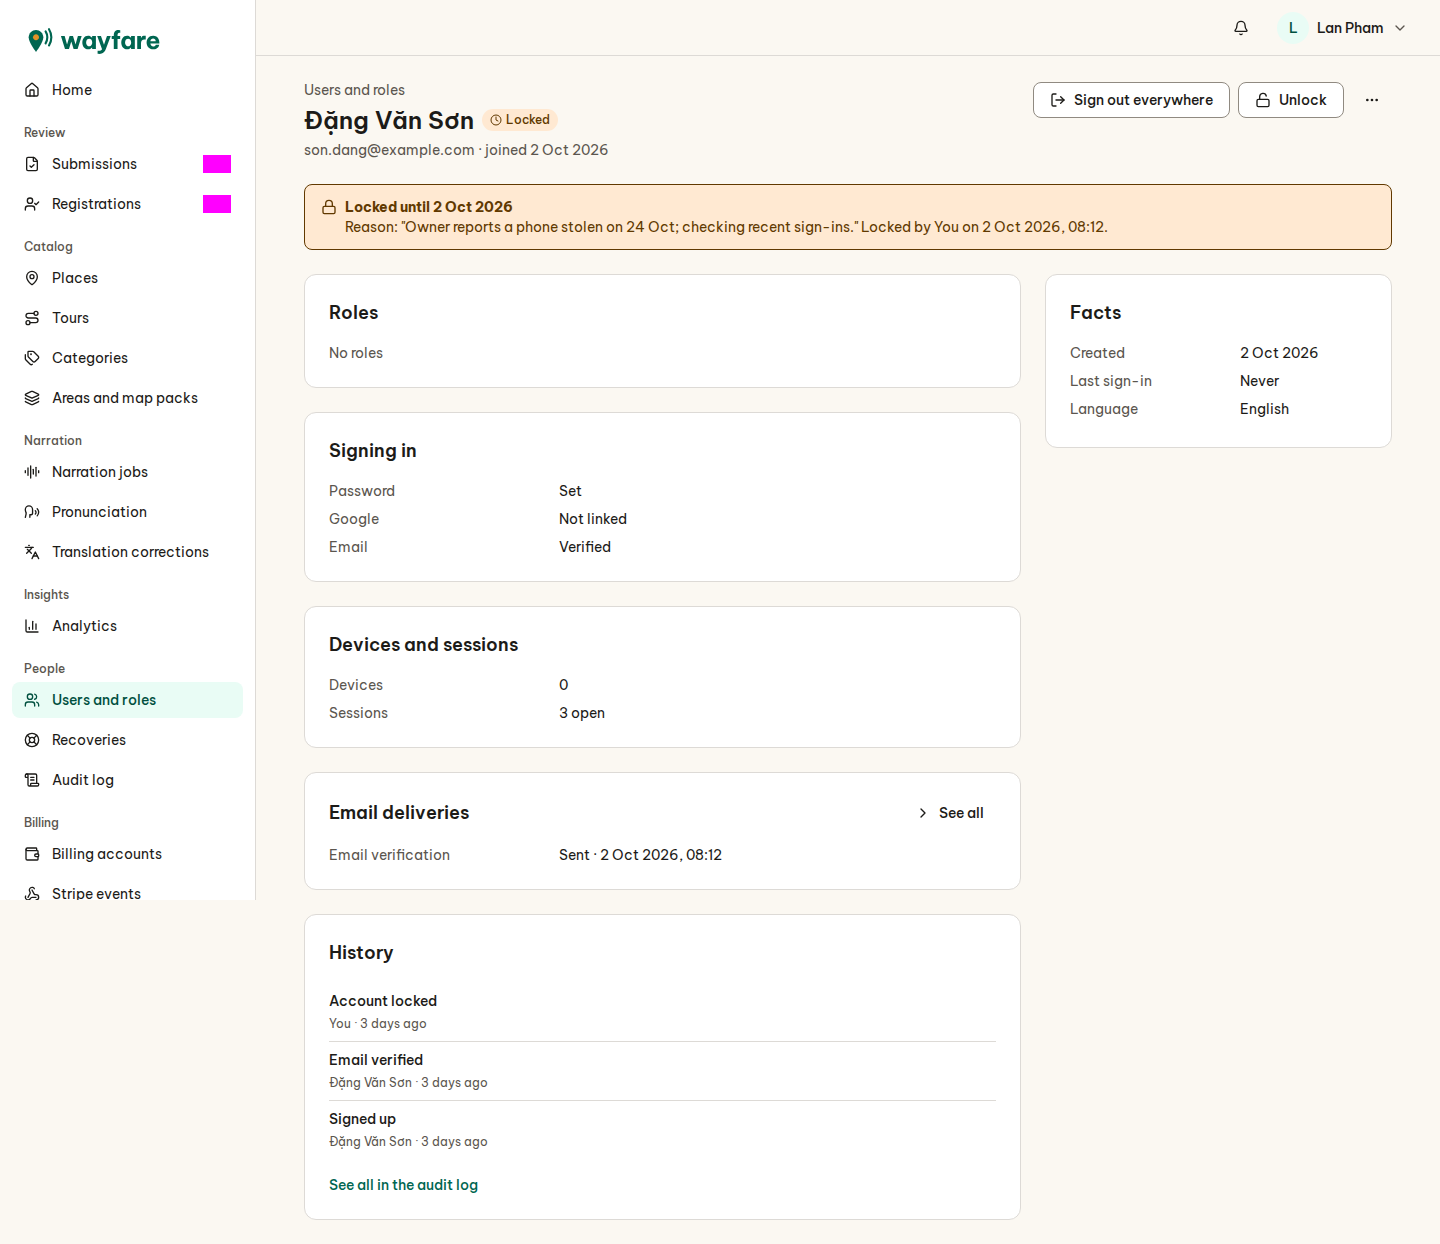 wayfare
Home
Review
Submissions
Registrations
Catalog
Places
Tours
Categories
Areas and map packs
Narration
Narration jobs
Pronunciation
Translation corrections
Insights
Analytics
People
Users and roles
Recoveries
Audit log
Billing
Billing accounts
Stripe events
L Lan Pham
Users and roles
Đặng Văn Sơn Locked
son.dang@example.com · joined 2 Oct 2026
Sign out everywhere Unlock
Locked until 2 Oct 2026
Reason: "Owner reports a phone stolen on 24 Oct; checking recent sign-ins." Locked by You on 2 Oct 2026, 08:12.
Roles
No roles
Signing in
Password Set
Google Not linked
Email Verified
Devices and sessions
Devices 0
Sessions 3 open
Email deliveries See all
Email verification Sent · 2 Oct 2026, 08:12
History
Account locked
You · 3 days ago
Email verified
Đặng Văn Sơn · 3 days ago
Signed up
Đặng Văn Sơn · 3 days ago
See all in the audit log
Facts
Created 2 Oct 2026
Last sign-in Never
Language English